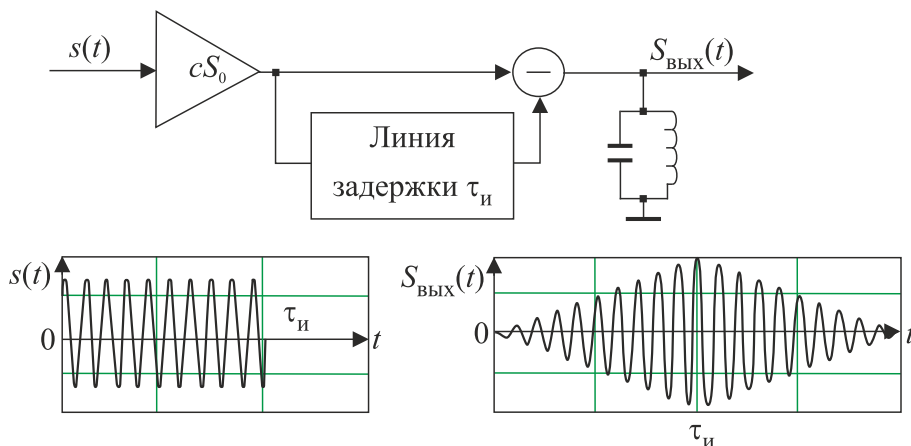 s(t)
cS₀
−
S_вых(t)
Линия
задержки τ_и
s(t)
0
τ_и
t
S_вых(t)
0
t
τ_и